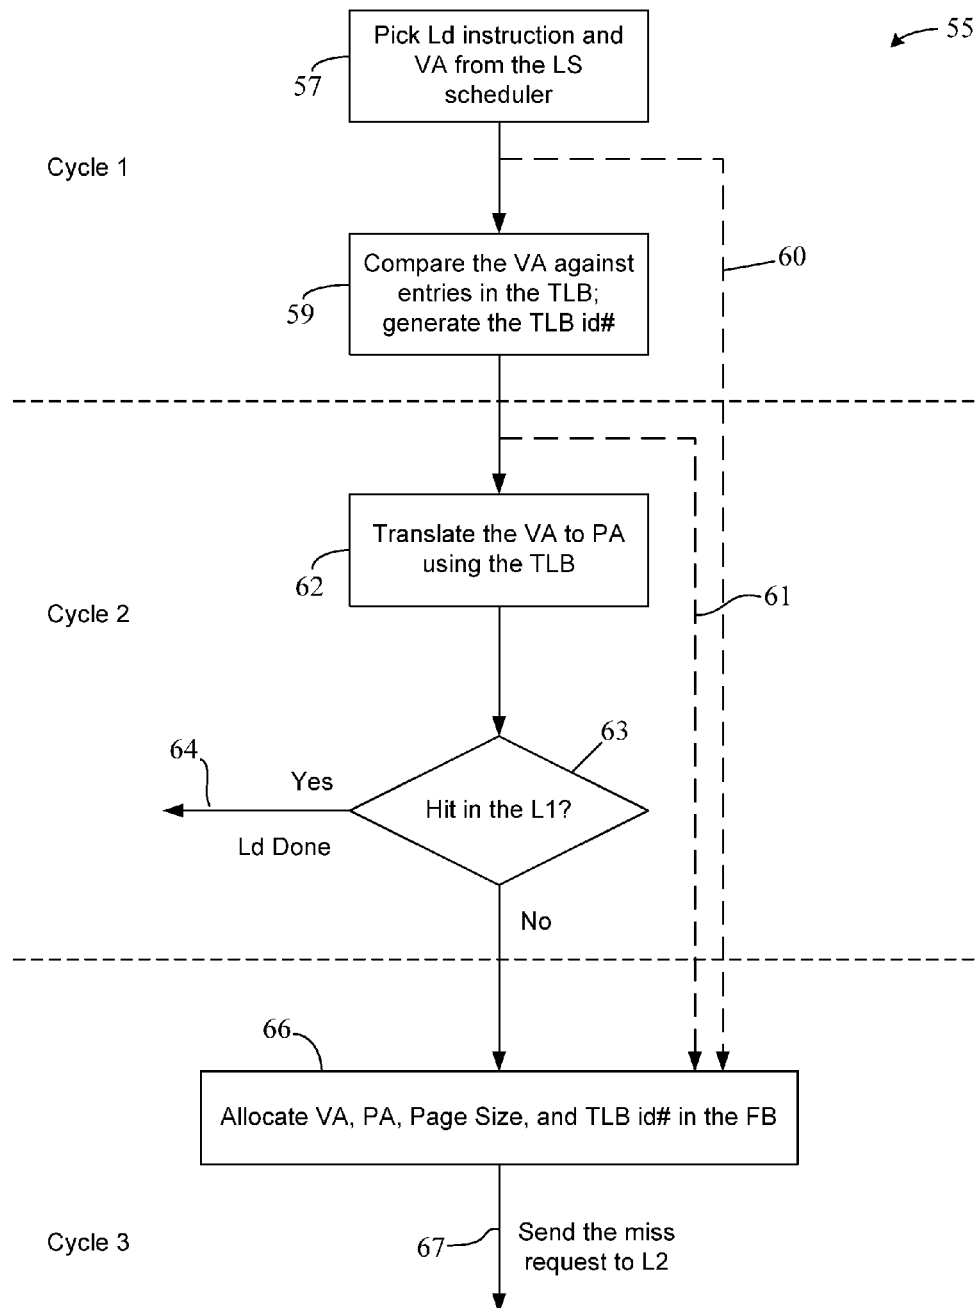 Pick Ld instruction and
VA from the LS
scheduler
55
57
Cycle 1
Compare the VA against
entries in the TLB;
generate the TLB id#
59
60
Translate the VA to PA
using the TLB
62
61
Cycle 2
63
64
Yes
Hit in the L1?
Ld Done
No
66
Allocate VA, PA, Page Size, and TLB id# in the FB
Cycle 3
67
Send the miss
request to L2